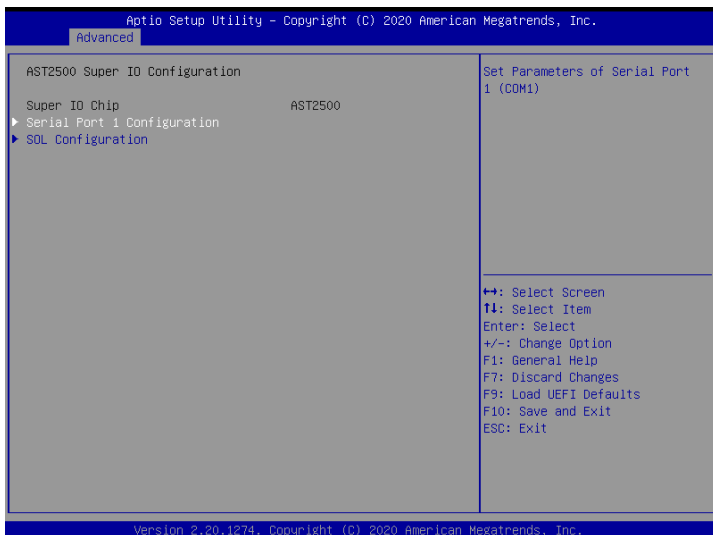 Aptio Setup Utility – Copyright (C) 2020 American Megatrends, Inc.
Advanced
AST2500 Super IO Configuration
Super IO Chip AST2500
Serial Port 1 Configuration
SOL Configuration
Set Parameters of Serial Port
1 (COM1)
↔: Select Screen
↑↓: Select Item
Enter: Select
+/-: Change Option
F1: General Help
F7: Discard Changes
F9: Load UEFI Defaults
F10: Save and Exit
ESC: Exit
Version 2.20.1274. Copyright (C) 2020 American Megatrends, Inc.